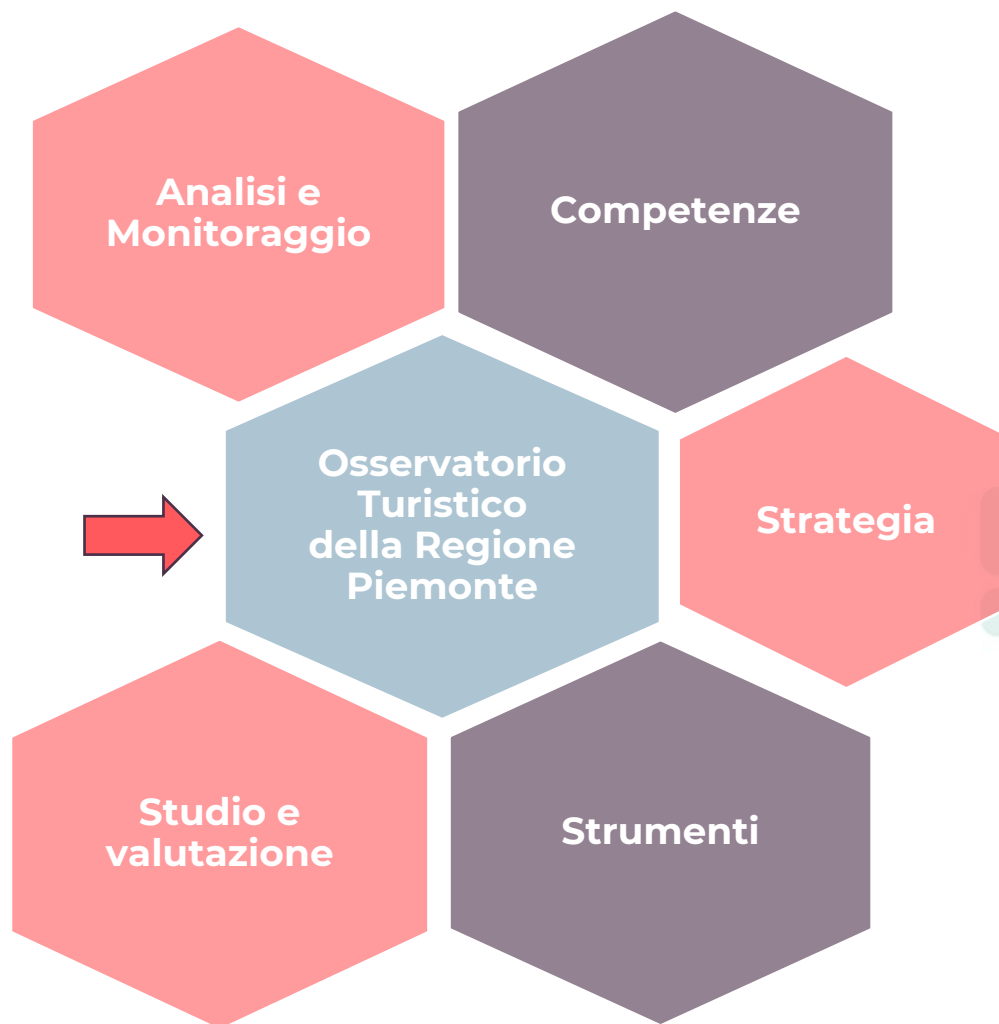 Analisi e
Monitoraggio
Competenze
Osservatorio
Turistico
della Regione
Piemonte
Strategia
Studio e
valutazione
Strumenti